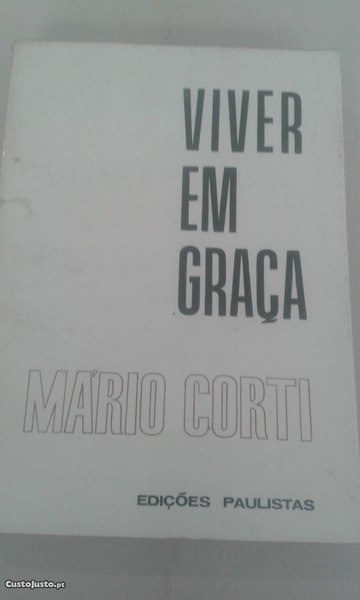 VIVER
EM
GRAÇA
MÁRIO CORTI
EDIÇÕES PAULISTAS
CustoJusto.pt